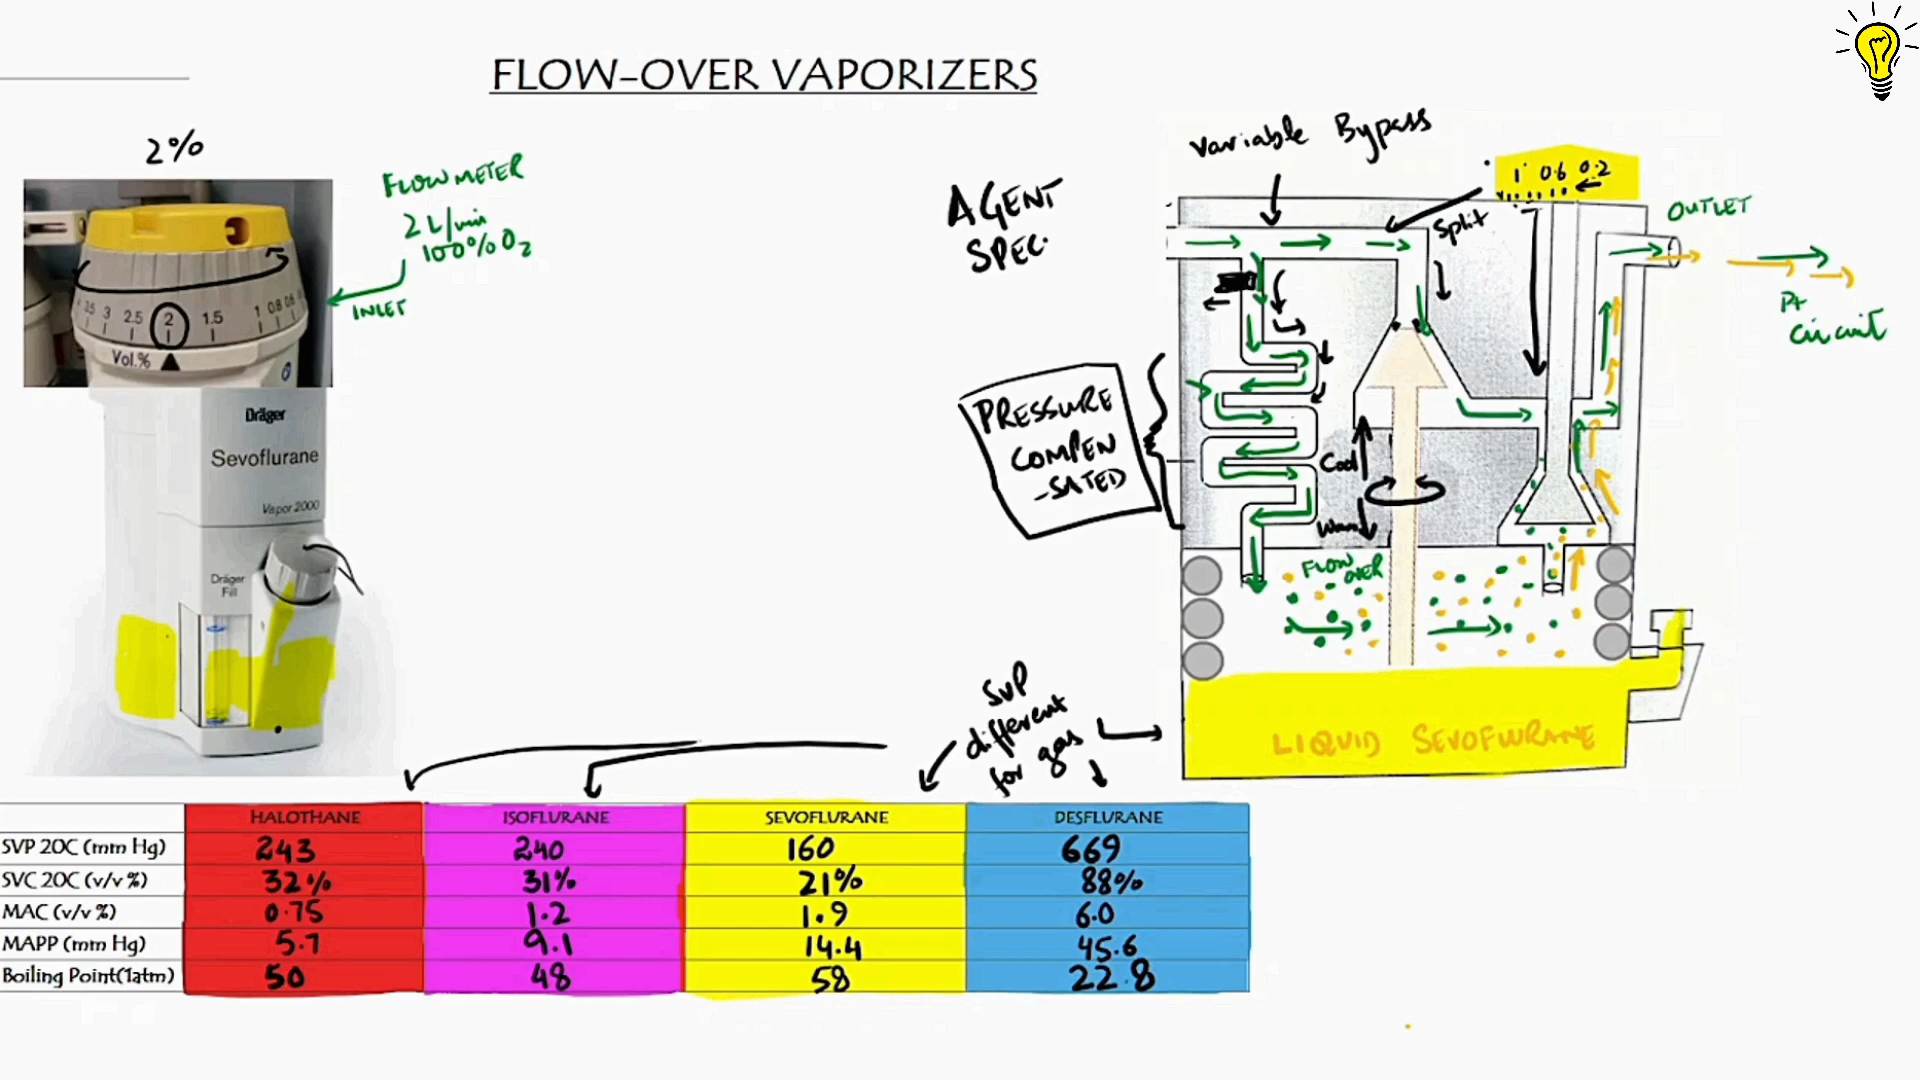 FLOW-OVER VAPORIZERS
2%
FLOWMETER
2 L/min
100% O2
INLET
3.5 3 2.5 2 1.5 1 0.8 0.6
Vol.%
Dräger
Sevoflurane
Vapor 2000
Dräger
Fill
AGENT
SPEC.
Variable Bypass
1 0.6 0.2
Split
OUTLET
Pt
circuit
PRESSURE
COMPEN
-SATED
Cool
Warm
FLOW
OVER
LIQUID SEVOFLURANE
SVP
different
for gas
HALOTHANE ISOFLURANE SEVOFLURANE DESFLURANE
SVP 20C (mm Hg) 243 240 160 669
SVC 20C (v/v %) 32% 31% 21% 88%
MAC (v/v %) 0.75 1.2 1.9 6.0
MAPP (mm Hg) 5.7 9.1 14.4 45.6
Boiling Point(1atm) 50 48 58 22.8